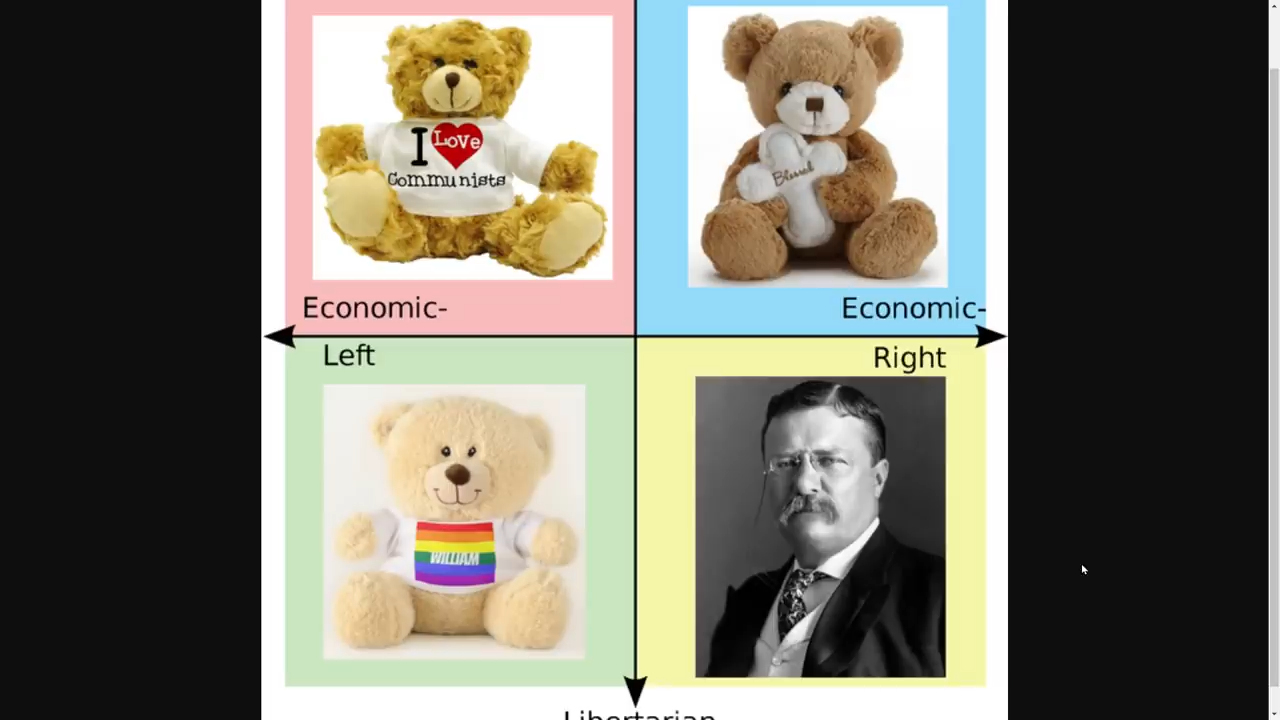 I Love
Communists
Blessed
Economic-
Economic-
Left
Right
WILLIAM
Libertarian